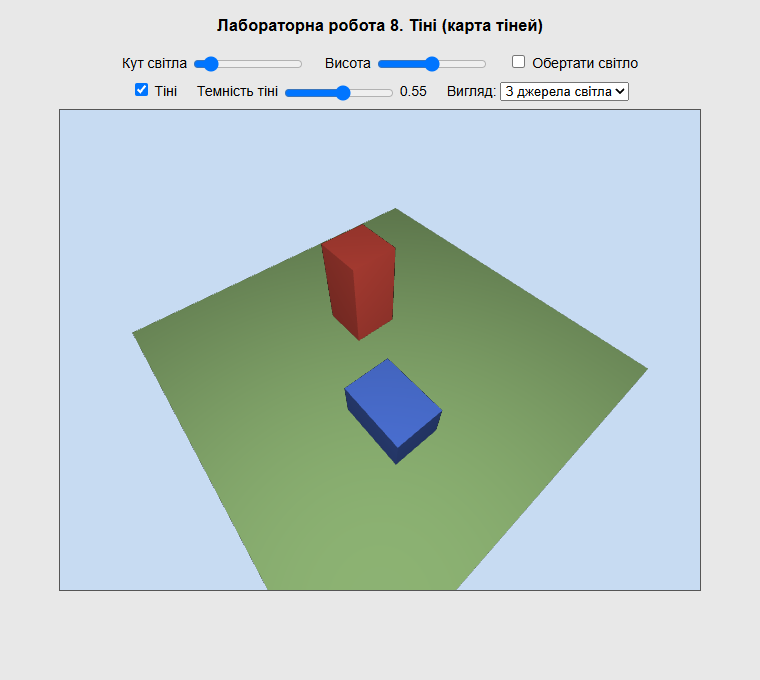 Лабораторна робота 8. Тіні (карта тіней)
Кут світла Висота Обертати світло
Тіні Темність тіні 0.55 Вигляд: З джерела світла